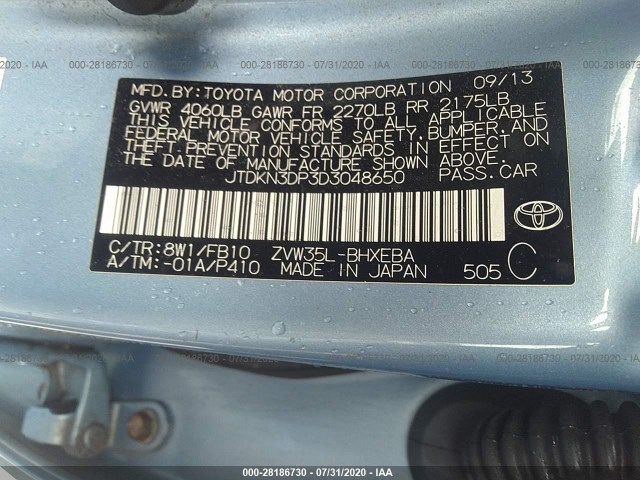 000-28186730 - 07/31/2020 - IAA
MFD.BY:TOYOTA MOTOR CORPORATION 09/13
GVWR 4060LB GAWR FR 2270LB RR 2175LB
THIS VEHICLE CONFORMS TO ALL APPLICABLE
FEDERAL MOTOR VEHICLE SAFETY, BUMPER, AND
THEFT PREVENTION STANDARDS IN EFFECT ON
THE DATE OF MANUFACTURE SHOWN ABOVE.
JTDKN3DP3D3048650 PASS.CAR
C/TR:8W1/FB10 ZVW35L-BHXEBA
A/TM:-01A/P410 MADE IN JAPAN 505 C
000-28186730 - 07/31/2020 - IAA